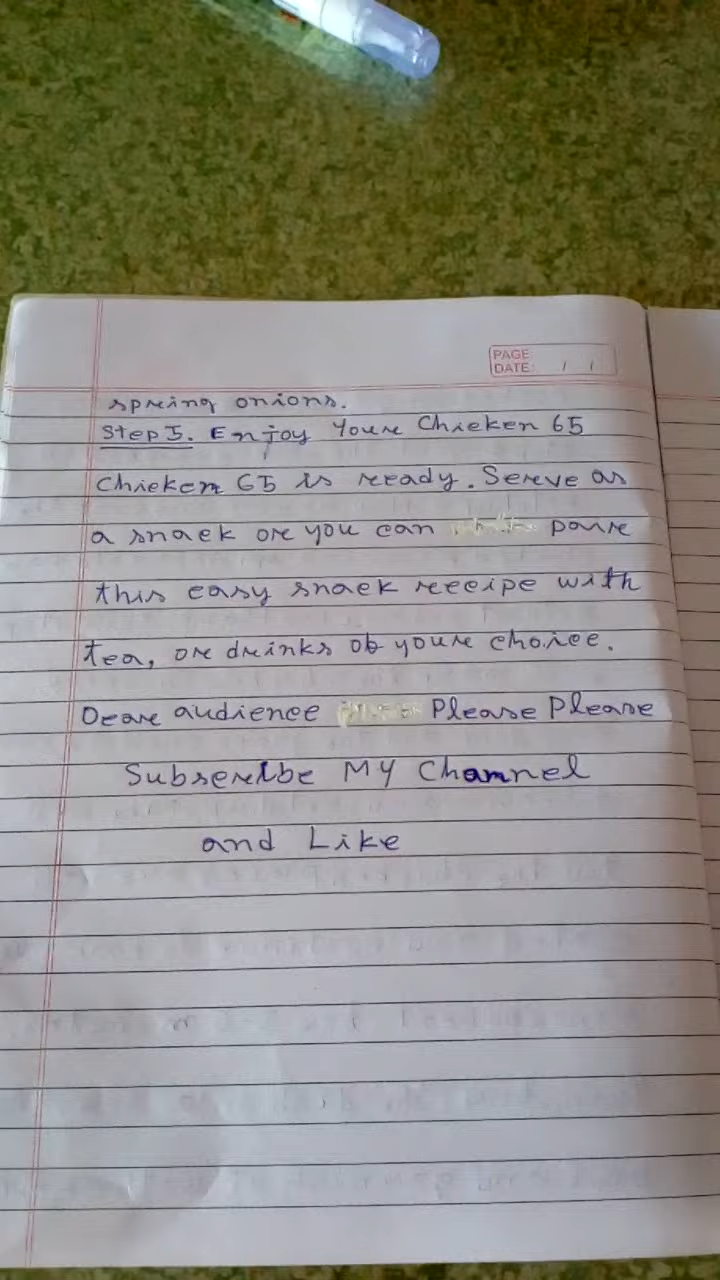 PAGE
DATE: / /
spring onions.
Step 5. Enjoy Your Chicken 65
Chicken 65 is ready. Serve as
a snack or you can pair
this easy snack recipe with
tea, or drinks of your choice.
Dear audience Please Please
Subscribe My Channel
and Like